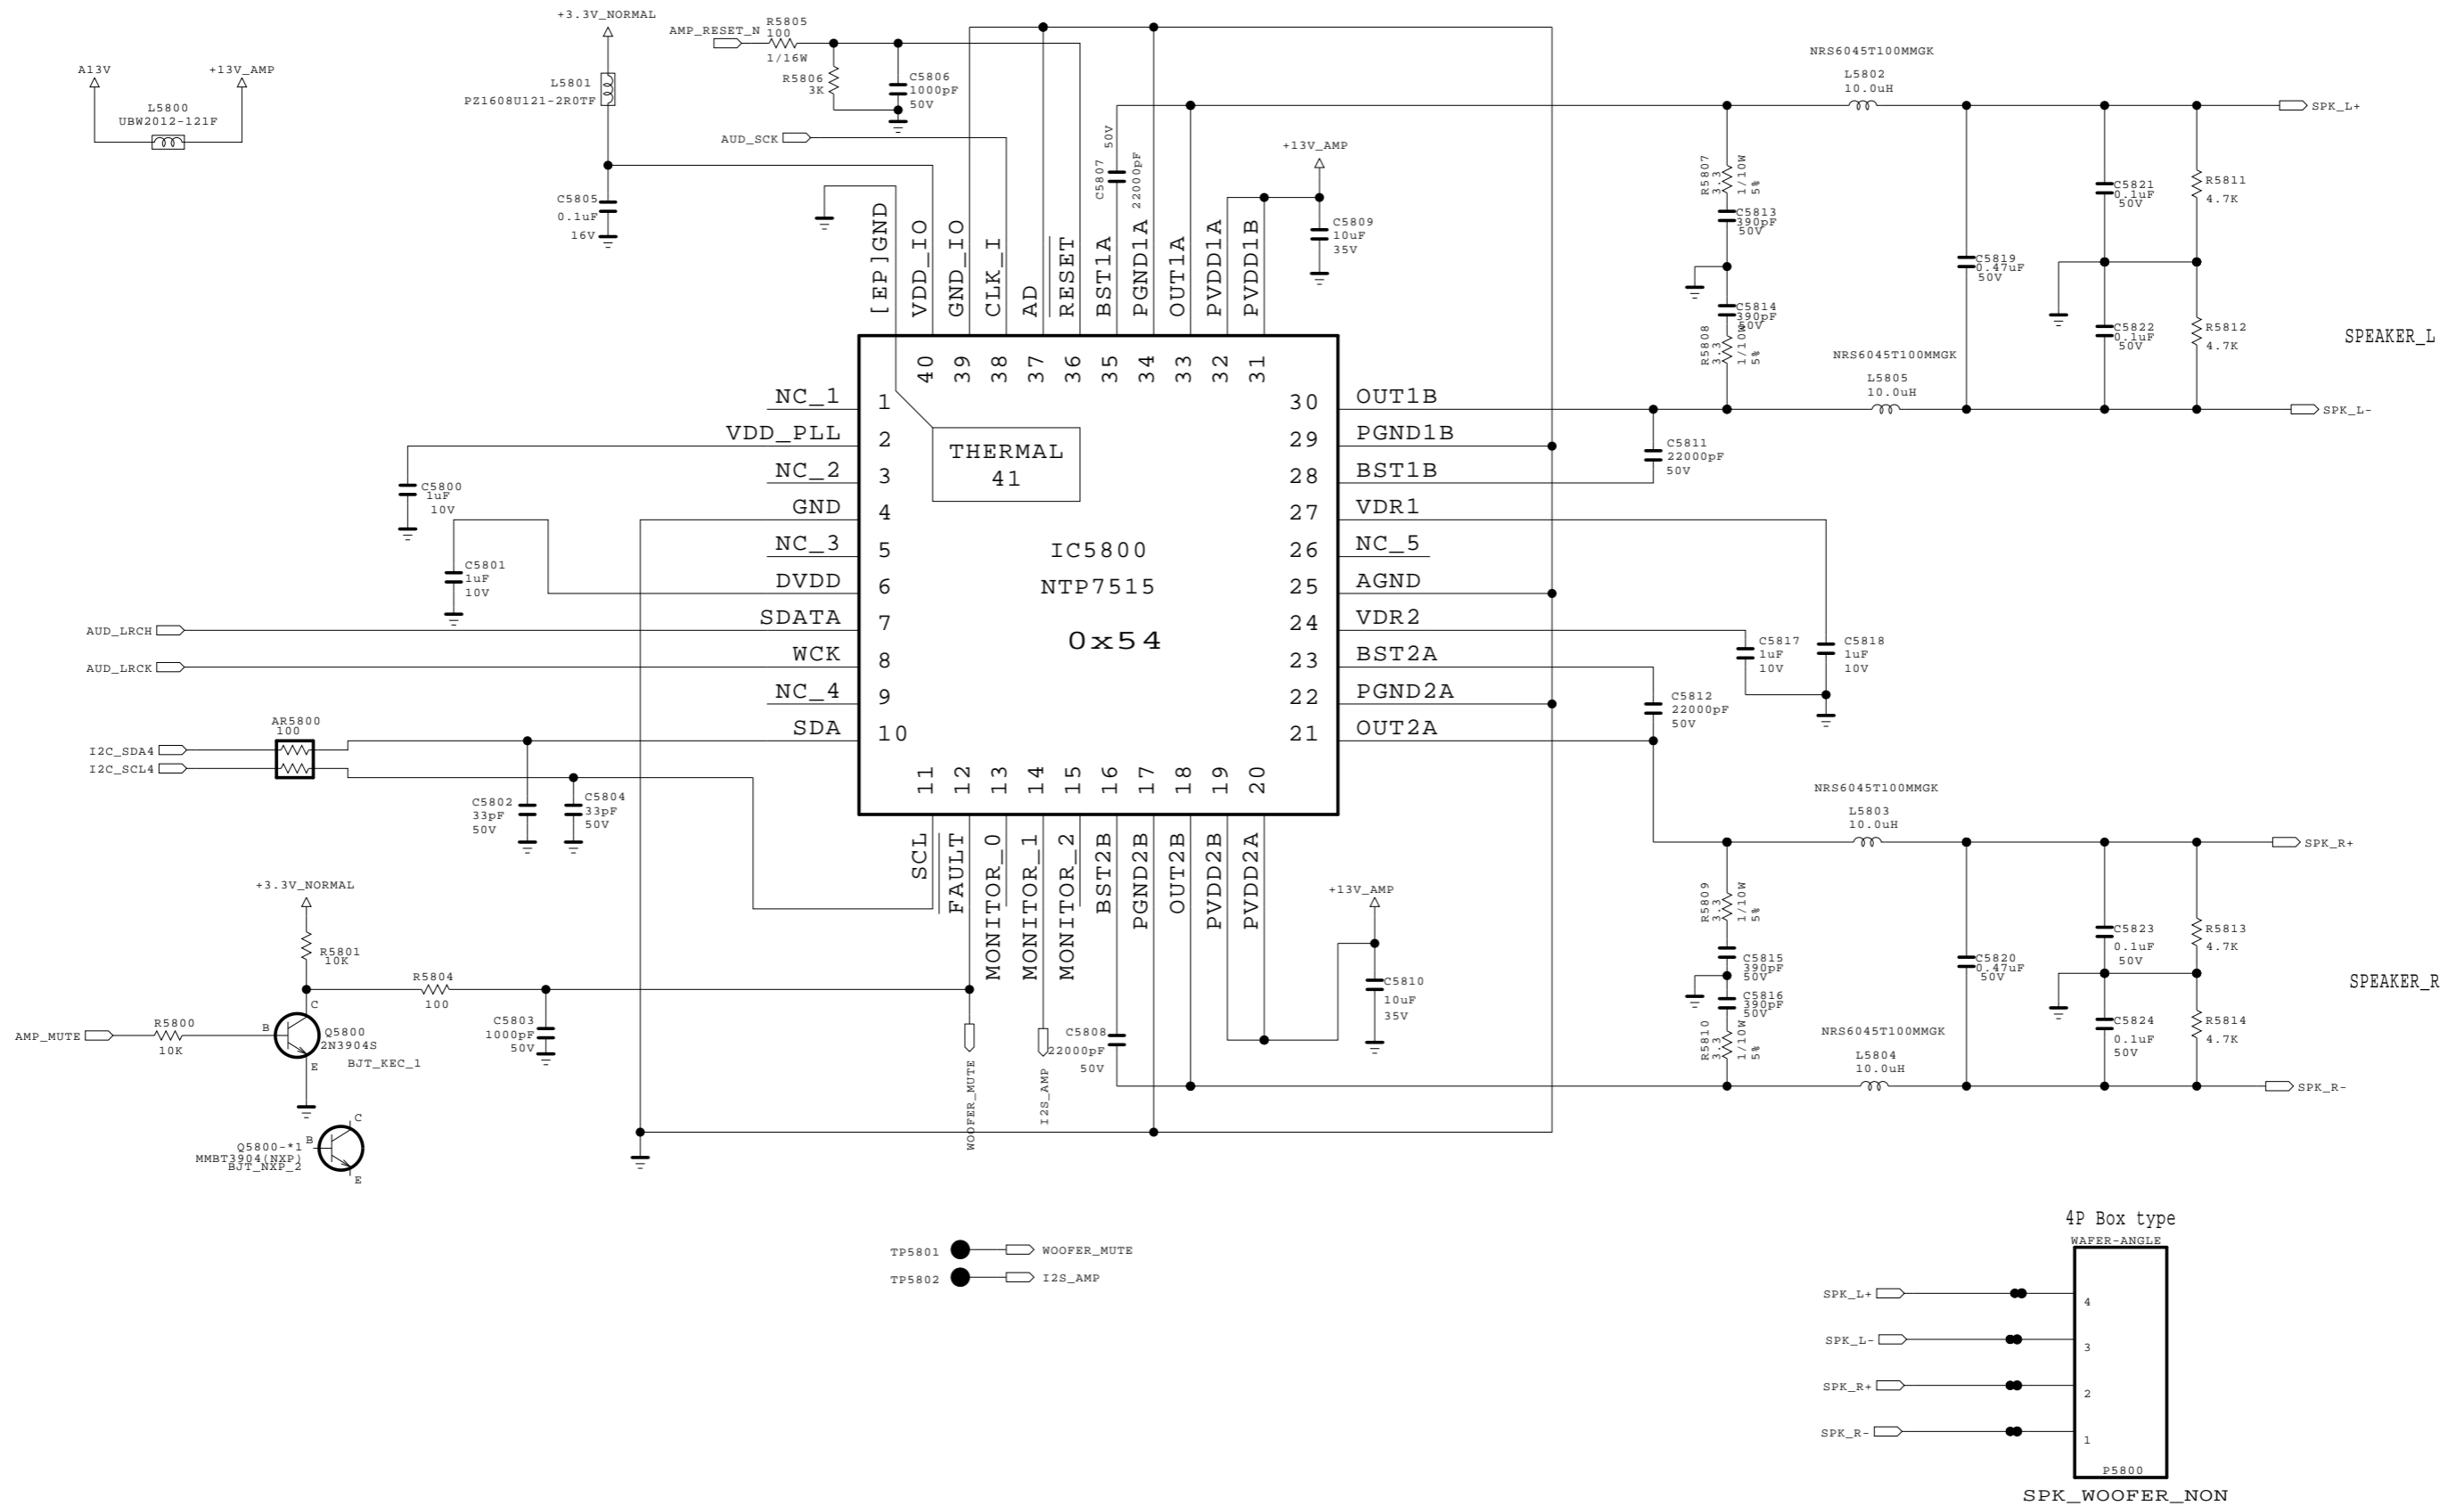 +3.3V_NORMAL
L5801
PZ1608U121-2R0TF
C5805
0.1uF
16V
A13V
+13V_AMP
L5800
UBW2012-121F
AMP_RESET_N
R5805
100
1/16W
R5806
3K
C5806
1000pF
50V
AUD_SCK
C5807
22000pF
50V
+13V_AMP
C5809
10uF
35V
[EP]GND
VDD_IO
GND_IO
CLK_I
AD
RESET
BST1A
PGND1A
OUT1A
PVDD1A
PVDD1B
40
39
38
37
36
35
34
33
32
31
NC_1
1
VDD_PLL
2
NC_2
3
GND
4
NC_3
5
DVDD
6
SDATA
7
WCK
8
NC_4
9
SDA
10
THERMAL
41
IC5800
NTP7515
0x54
30
OUT1B
29
PGND1B
28
BST1B
27
VDR1
26
NC_5
25
AGND
24
VDR2
23
BST2A
22
PGND2A
21
OUT2A
11
12
13
14
15
16
17
18
19
20
SCL
FAULT
MONITOR_0
MONITOR_1
MONITOR_2
BST2B
PGND2B
OUT2B
PVDD2B
PVDD2A
C5800
1uF
10V
C5801
1uF
10V
AUD_LRCH
AUD_LRCK
AR5800
100
I2C_SDA4
I2C_SCL4
C5802
33pF
50V
C5804
33pF
50V
+3.3V_NORMAL
R5801
10K
R5804
100
C5803
1000pF
50V
AMP_MUTE
R5800
10K
C
B
E
Q5800
2N3904S
BJT_KEC_1
Q5800-*1
MMBT3904(NXP)
BJT_NXP_2
C
B
E
WOOFER_MUTE
I2S_AMP
C5808
22000pF
50V
+13V_AMP
C5810
10uF
35V
NRS6045T100MMGK
L5802
10.0uH
SPK_L+
R5807
3.3
1/10W
5%
C5813
390pF
50V
C5814
390pF
50V
R5808
3.3
1/10W
5%
C5819
0.47uF
50V
C5821
0.1uF
50V
R5811
4.7K
C5822
0.1uF
50V
R5812
4.7K
SPEAKER_L
NRS6045T100MMGK
L5805
10.0uH
SPK_L-
C5811
22000pF
50V
C5817
1uF
10V
C5818
1uF
10V
C5812
22000pF
50V
NRS6045T100MMGK
L5803
10.0uH
SPK_R+
R5809
3.3
1/10W
5%
C5815
390pF
50V
C5816
390pF
50V
R5810
3.3
1/10W
5%
C5820
0.47uF
50V
C5823
0.1uF
50V
R5813
4.7K
C5824
0.1uF
50V
R5814
4.7K
SPEAKER_R
NRS6045T100MMGK
L5804
10.0uH
SPK_R-
TP5801
WOOFER_MUTE
TP5802
I2S_AMP
4P Box type
WAFER-ANGLE
SPK_L+
4
SPK_L-
3
SPK_R+
2
SPK_R-
1
P5800
SPK_WOOFER_NON